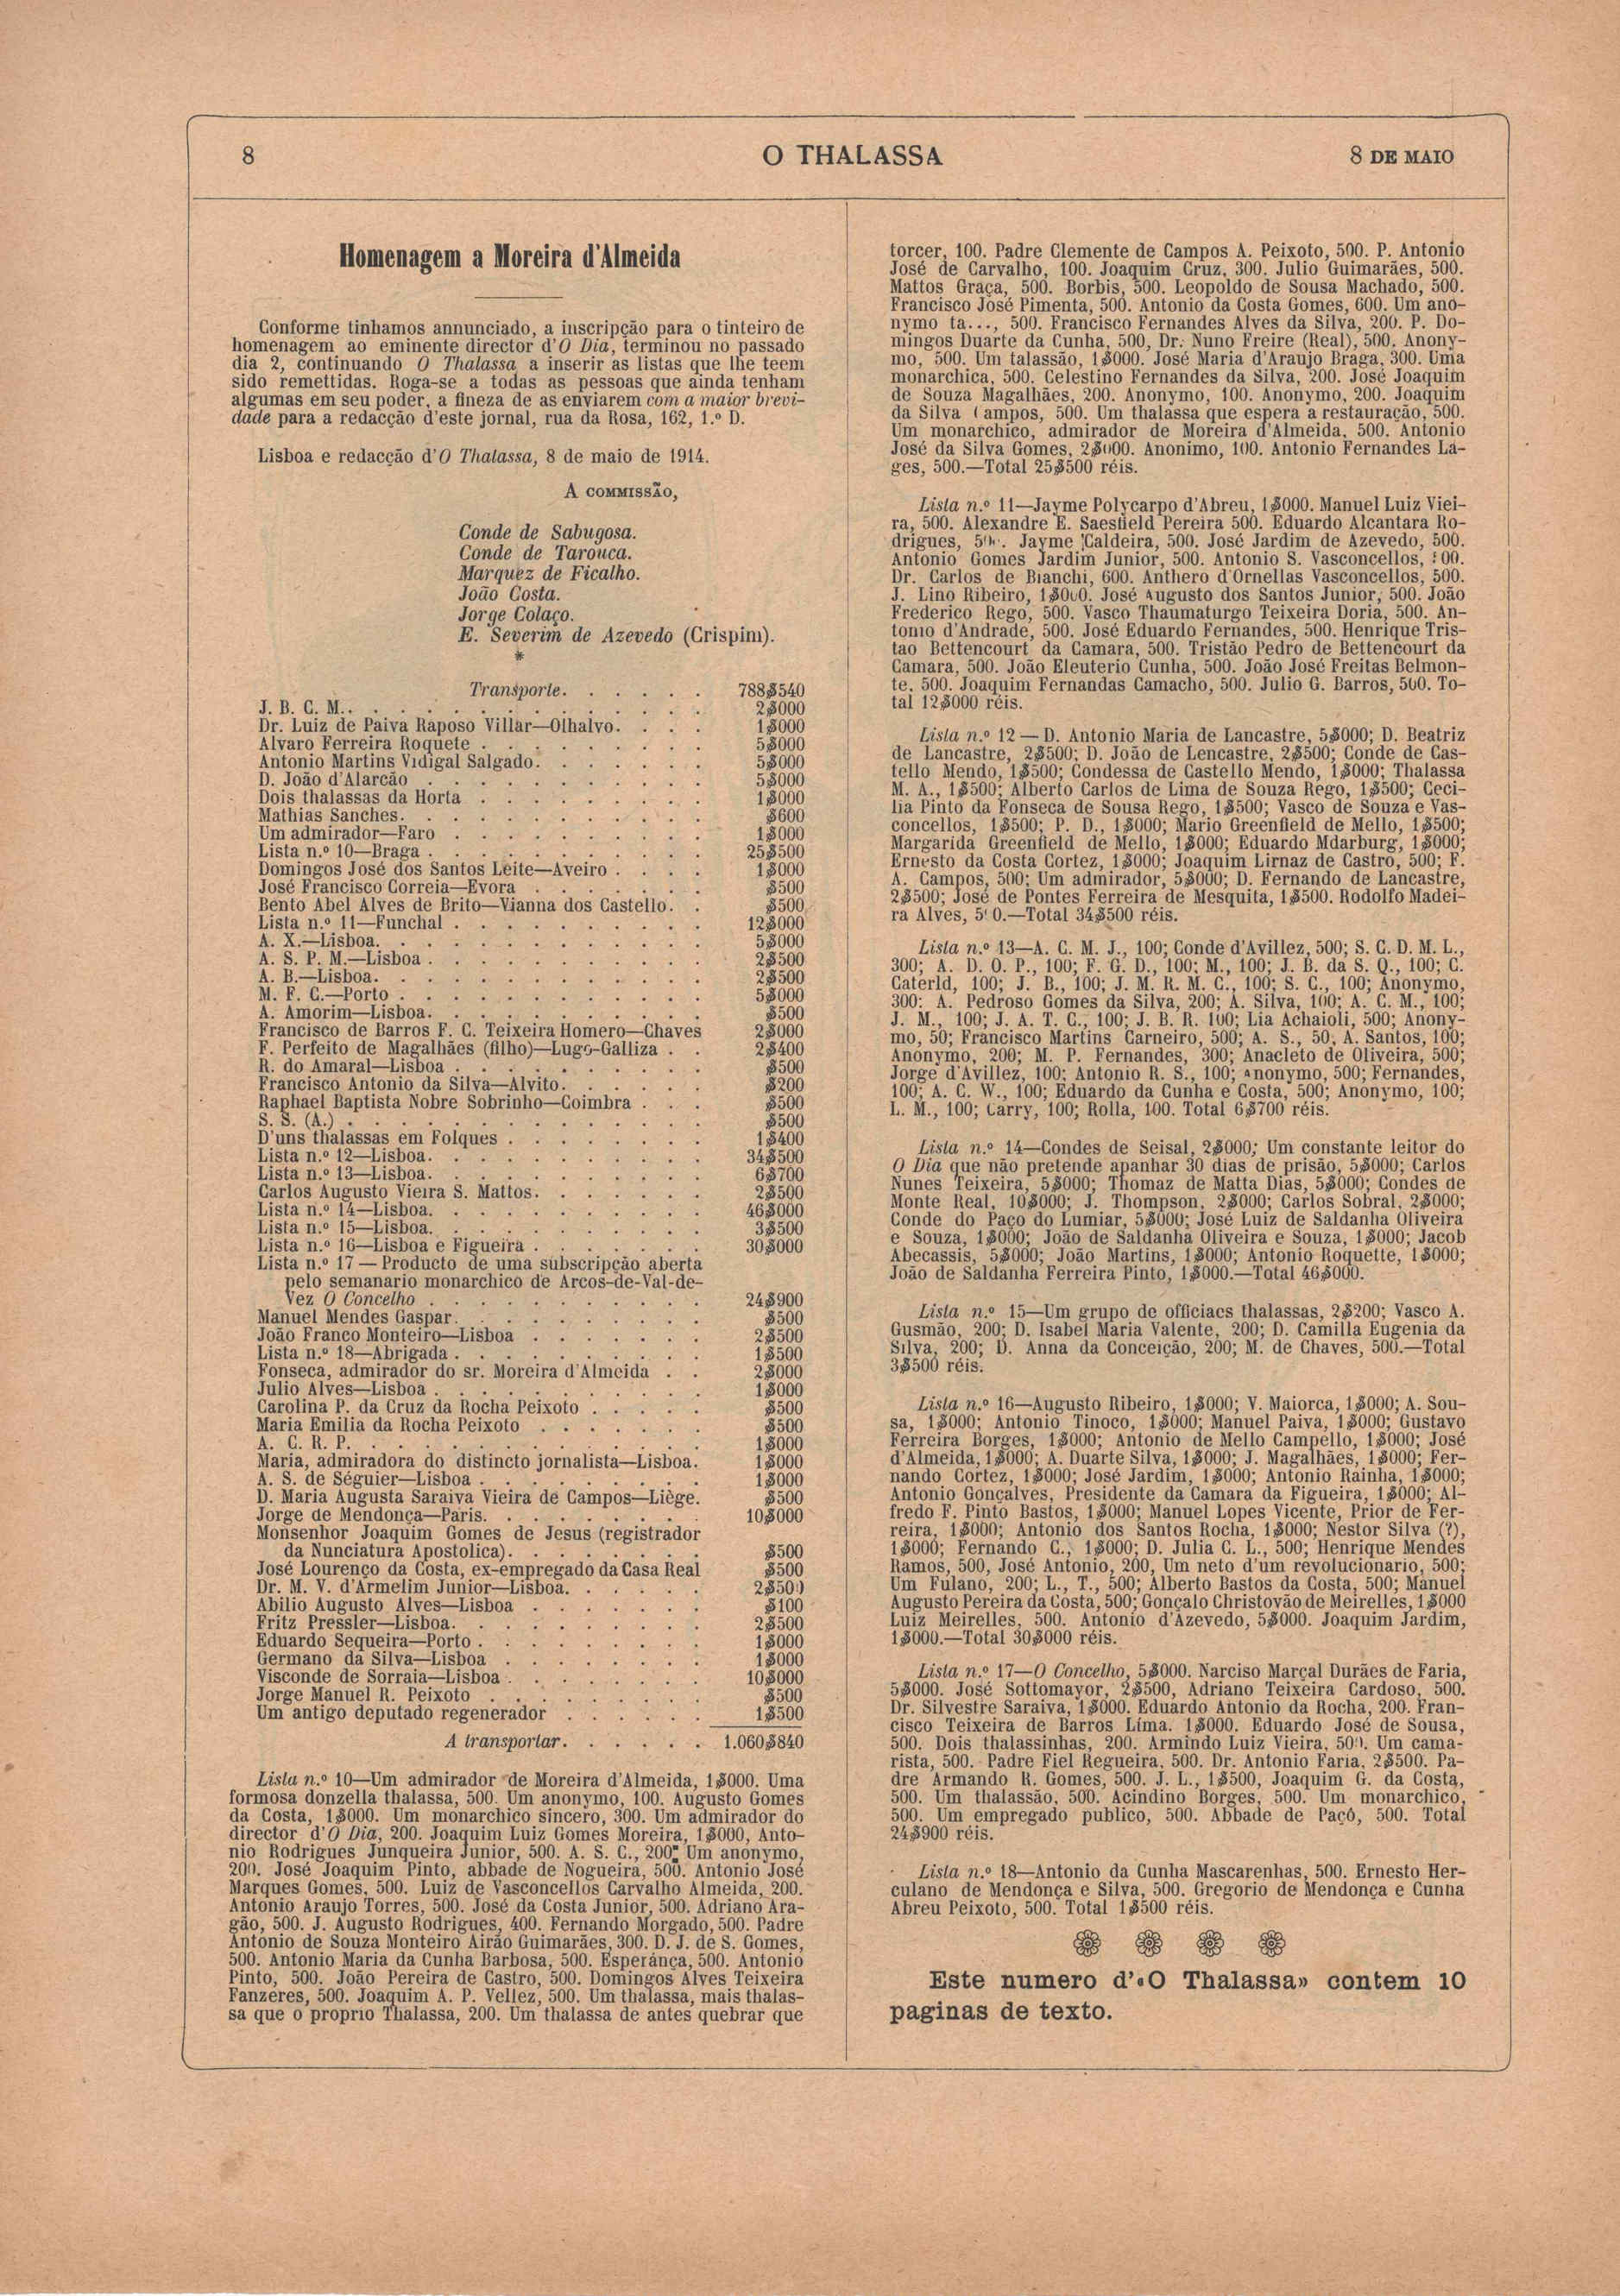 8
O THALASSA
8 DE MAIO
Homenagem a Moreira d'Almeida
Conforme tinhamos annunciado, a inscripção para o tinteiro de
homenagem ao eminente director d'O Dia, terminou no passado
dia 2, continuando O Thalassa a inserir as listas que lhe teem
sido remettidas. Roga-se a todas as pessoas que ainda tenham
algumas em seu poder, a fineza de as enviarem com a maior brevi-
dade para a redacção d'este jornal, rua da Rosa, 162, 1.º D.
Lisboa e redacção d'O Thalassa, 8 de maio de 1914.
A COMMISSÃO,
Conde de Sabugosa.
Conde de Tarouca.
Marquez de Ficalho.
João Costa.
Jorge Colaço.
E. Severim de Azevedo (Crispim).
*
Transporte. . . . . . 788$540
J. B. C. M.. . . . . . . . . . . 2$000
Dr. Luiz de Paiva Raposo Villar—Olhalvo. . . . 1$000
Alvaro Ferreira Roquete . . . . . . . . 5$000
Antonio Martins Vidigal Salgado. . . . . . . 5$000
D. João d'Alarcão . . . . . . . . . . 5$000
Dois thalassas da Horta . . . . . . . . 1$000
Mathias Sanches. . . . . . . . . . . $600
Um admirador—Faro . . . . . . . . . 1$000
Lista n.º 10—Braga . . . . . . . . . . 25$500
Domingos José dos Santos Leite—Aveiro . . . . 1$000
José Francisco Correia—Evora . . . . . . . $500
Bento Abel Alves de Brito—Vianna dos Castello. . $500
Lista n.º 11—Funchal . . . . . . . . . 12$000
A. X.—Lisboa. . . . . . . . . . . . 5$000
A. S. P. M.—Lisboa . . . . . . . . . . 2$500
A. B.—Lisboa. . . . . . . . . . . . 2$500
M. F. C.—Porto . . . . . . . . . . . 5$000
A. Amorim—Lisboa. . . . . . . . . . $500
Francisco de Barros F. C. Teixeira Homero—Chaves 2$000
F. Perfeito de Magalhães (filho)—Lugo-Galliza . . 2$400
R. do Amaral—Lisboa . . . . . . . . . $500
Francisco Antonio da Silva—Alvito. . . . . . $200
Raphael Baptista Nobre Sobrinho—Coimbra . . . $500
S. S. (A.) . . . . . . . . . . . . . $500
D'uns thalassas em Folques . . . . . . . . 1$400
Lista n.º 12—Lisboa. . . . . . . . . . 34$500
Lista n.º 13—Lisboa. . . . . . . . . . 6$700
Carlos Augusto Vieira S. Mattos. . . . . . . 2$500
Lista n.º 14—Lisboa. . . . . . . . . . 46$000
Lista n.º 15—Lisboa. . . . . . . . . . 3$500
Lista n.º 16—Lisboa e Figueira . . . . . . . 30$000
Lista n.º 17 — Producto de uma subscripção aberta
pelo semanario monarchico de Arcos-de-Val-de-
Vez O Concelho . . . . . . . . . . 24$900
Manuel Mendes Gaspar. . . . . . . . . $500
João Franco Monteiro—Lisboa . . . . . . . 2$500
Lista n.º 18—Abrigada . . . . . . . . . 1$500
Fonseca, admirador do sr. Moreira d'Almeida . . 2$000
Julio Alves—Lisboa . . . . . . . . . . 1$000
Carolina P. da Cruz da Rocha Peixoto . . . . . $500
Maria Emilia da Rocha Peixoto . . . . . . . $500
A. C. R. P. . . . . . . . . . . . . 1$000
Maria, admiradora do distincto jornalista—Lisboa. 1$000
A. S. de Séguier—Lisboa . . . . . . . . 1$000
D. Maria Augusta Saraiva Vieira de Campos—Liège. $500
Jorge de Mendonça—Paris. . . . . . . . . 10$000
Monsenhor Joaquim Gomes de Jesus (registrador
da Nunciatura Apostolica). . . . . . . . $500
José Lourenço da Costa, ex-empregado da Casa Real $500
Dr. M. V. d'Armelim Junior—Lisboa. . . . . . 2$500
Abilio Augusto Alves—Lisboa . . . . . . . $100
Fritz Pressler—Lisboa. . . . . . . . . . 2$500
Eduardo Sequeira—Porto . . . . . . . . . 1$000
Germano da Silva—Lisboa . . . . . . . . 1$000
Visconde de Sorraia—Lisboa . . . . . . . . 10$000
Jorge Manuel R. Peixoto . . . . . . . . $500
Um antigo deputado regenerador . . . . . . 1$500
A transportar. . . . . . 1.060$840
Lista n.º 10—Um admirador de Moreira d'Almeida, 1$000. Uma
formosa donzella thalassa, 500. Um anonymo, 100. Augusto Gomes
da Costa, 1$000. Um monarchico sincero, 300. Um admirador do
director d'O Dia, 200. Joaquim Luiz Gomes Moreira, 1$000, Anto-
nio Rodrigues Junqueira Junior, 500. A. S. C., 200. Um anonymo,
200. José Joaquim Pinto, abbade de Nogueira, 500. Antonio José
Marques Gomes, 500. Luiz de Vasconcellos Carvalho Almeida, 200.
Antonio Araujo Torres, 500. José da Costa Junior, 500. Adriano Ara-
gão, 500. J. Augusto Rodrigues, 400. Fernando Morgado, 500. Padre
Antonio de Souza Monteiro Airão Guimarães, 300. D. J. de S. Gomes,
500. Antonio Maria da Cunha Barbosa, 500. Esperánça, 500. Antonio
Pinto, 500. João Pereira de Castro, 500. Domingos Alves Teixeira
Fanzeres, 500. Joaquim A. P. Vellez, 500. Um thalassa, mais thalas-
sa que o proprio Thalassa, 200. Um thalassa de antes quebrar que
torcer, 100. Padre Clemente de Campos A. Peixoto, 500. P. Antonio
José de Carvalho, 100. Joaquim Cruz, 300. Julio Guimarães, 500.
Mattos Graça, 500. Borbis, 500. Leopoldo de Sousa Machado, 500.
Francisco José Pimenta, 500. Antonio da Costa Gomes, 600. Um ano-
nymo ta..., 500. Francisco Fernandes Alves da Silva, 200. P. Do-
mingos Duarte da Cunha, 500, Dr. Nuno Freire (Real), 500. Anony-
mo, 500. Um talassão, 1$000. José Maria d'Araujo Braga, 300. Uma
monarchica, 500. Celestino Fernandes da Silva, 200. José Joaquim
de Souza Magalhães, 200. Anonymo, 100. Anonymo, 200. Joaquim
da Silva Campos, 500. Um thalassa que espera a restauração, 500.
Um monarchico, admirador de Moreira d'Almeida, 500. Antonio
José da Silva Gomes, 2$000. Anonimo, 100. Antonio Fernandes La-
ges, 500.—Total 25$500 réis.
Lista n.º 11—Jayme Polycarpo d'Abreu, 1$000. Manuel Luiz Viei-
ra, 500. Alexandre E. Saesfield Pereira 500. Eduardo Alcantara Ro-
drigues, Jayme Caldeira, 500. José Jardim de Azevedo, 500.
Antonio Gomes Jardim Junior, 500. Antonio S. Vasconcellos,
Dr. Carlos de Bianchi, 600. Anthero d'Ornellas Vasconcellos, 500.
J. Lino Ribeiro, 1$000. José Augusto dos Santos Junior, 500. João
Frederico Rego, 500. Vasco Thaumaturgo Teixeira Doria, 500. An-
tonio d'Andrade, 500. José Eduardo Fernandes, 500. Henrique Tris-
tao Bettencourt da Camara, 500. Tristão Pedro de Bettencourt da
Camara, 500. João Eleuterio Cunha, 500. João José Freitas Belmon-
te, 500. Joaquim Fernandas Camacho, 500. Julio G. Barros, 500. To-
tal 12$000 réis.
Lista n.º 12 — D. Antonio Maria de Lancastre, 5$000; D. Beatriz
de Lancastre, 2$500; D. João de Lencastre, 2$500; Conde de Cas-
tello Mendo, 1$500; Condessa de Castello Mendo, 1$000; Thalassa
M. A., 1$500; Alberto Carlos de Lima de Souza Rego, 1$500; Ceci-
lia Pinto da Fonseca de Sousa Rego, 1$500; Vasco de Souza e Vas-
concellos, 1$500; P. D., 1$000; Mario Greenfield de Mello, 1$500;
Margarida Greenfield de Mello, 1$000; Eduardo Mdarburg, 1$000;
Ernesto da Costa Cortez, 1$000; Joaquim Lirnaz de Castro, 500; F.
A. Campos, 500; Um admirador, 5$000; D. Fernando de Lancastre,
2$500; José de Pontes Ferreira de Mesquita, 1$500. Rodolfo Madei-
ra Alves, 500.—Total 34$500 réis.
Lista n.º 13—A. C. M. J., 100; Conde d'Avillez, 500; S. C. D. M. L.,
300; A. D. O. P., 100; F. G. D., 100; M., 100; J. B. da S. Q., 100; C.
Caterld, 100; J. B., 100; J. M. R. M. C., 100; S. C., 100; Anonymo,
300: A. Pedroso Gomes da Silva, 200; A. Silva, 100; A. C. M., 100;
J. M., 100; J. A. T. C., 100; J. B. R. 100; Lia Achaioli, 500; Anony-
mo, 50; Francisco Martins Carneiro, 500; A. S., 50, A. Santos, 100;
Anonymo, 200; M. P. Fernandes, 300; Anacleto de Oliveira, 500;
Jorge d'Avillez, 100; Antonio R. S., 100; Anonymo, 500; Fernandes,
100; A. C. W., 100; Eduardo da Cunha e Costa, 500; Anonymo, 100;
L. M., 100; Carry, 100; Rolla, 100. Total 6$700 réis.
Lista n.º 14—Condes de Seisal, 2$000; Um constante leitor do
O Dia que não pretende apanhar 30 dias de prisão, 5$000; Carlos
Nunes Teixeira, 5$000; Thomaz de Matta Dias, 5$000; Condes de
Monte Real, 10$000; J. Thompson, 2$000; Carlos Sobral, 2$000;
Conde do Paço do Lumiar, 5$000; José Luiz de Saldanha Oliveira
e Souza, 1$000; João de Saldanha Oliveira e Souza, 1$000; Jacob
Abecassis, 5$000; João Martins, 1$000; Antonio Roquette, 1$000;
João de Saldanha Ferreira Pinto, 1$000.—Total 46$000.
Lista n.º 15—Um grupo de officiaes thalassas, 2$200; Vasco A.
Gusmão, 200; D. Isabel Maria Valente, 200; D. Camilla Eugenia da
Silva, 200; D. Anna da Conceição, 200; M. de Chaves, 500.—Total
3$500 réis.
Lista n.º 16—Augusto Ribeiro, 1$000; V. Maiorca, 1$000; A. Sou-
sa, 1$000; Antonio Tinoco, 1$000; Manuel Paiva, 1$000; Gustavo
Ferreira Borges, 1$000; Antonio de Mello Campello, 1$000; José
d'Almeida, 1$000; A. Duarte Silva, 1$000; J. Magalhães, 1$000; Fer-
nando Cortez, 1$000; José Jardim, 1$000; Antonio Rainha, 1$000;
Antonio Gonçalves, Presidente da Camara da Figueira, 1$000; Al-
fredo F. Pinto Bastos, 1$000; Manuel Lopes Vicente, Prior de Fer-
reira, 1$000; Antonio dos Santos Rocha, 1$000; Nestor Silva (?),
1$000; Fernando C., 1$000; D. Julia C. L., 500; Henrique Mendes
Ramos, 500, José Antonio, 200, Um neto d'um revolucionario, 500;
Um Fulano, 200; L., T., 500; Alberto Bastos da Costa, 500; Manuel
Augusto Pereira da Costa, 500; Gonçalo Christovão de Meirelles, 1$000
Luiz Meirelles, 500. Antonio d'Azevedo, 5$000. Joaquim Jardim,
1$000.—Total 30$000 réis.
Lista n.º 17—O Concelho, 5$000. Narciso Marçal Durães de Faria,
5$000. José Sottomayor, 2$500, Adriano Teixeira Cardoso, 500.
Dr. Silvestre Saraiva, 1$000. Eduardo Antonio da Rocha, 200. Fran-
cisco Teixeira de Barros Lima. 1$000. Eduardo José de Sousa,
500. Dois thalassinhas, 200. Armindo Luiz Vieira, 500. Um cama-
rista, 500. Padre Fiel Regueira, 500. Dr. Antonio Faria, 2$500. Pa-
dre Armando R. Gomes, 500. J. L., 1$500, Joaquim G. da Costa,
500. Um thalassão, 500. Acindino Borges, 500. Um monarchico,
500. Um empregado publico, 500. Abbade de Paçô, 500. Total
24$900 réis.
Lista n.º 18—Antonio da Cunha Mascarenhas, 500. Ernesto Her-
culano de Mendonça e Silva, 500. Gregorio de Mendonça e Cunha
Abreu Peixoto, 500. Total 1$500 réis.
Este numero d'«O Thalassa» contem 10
paginas de texto.